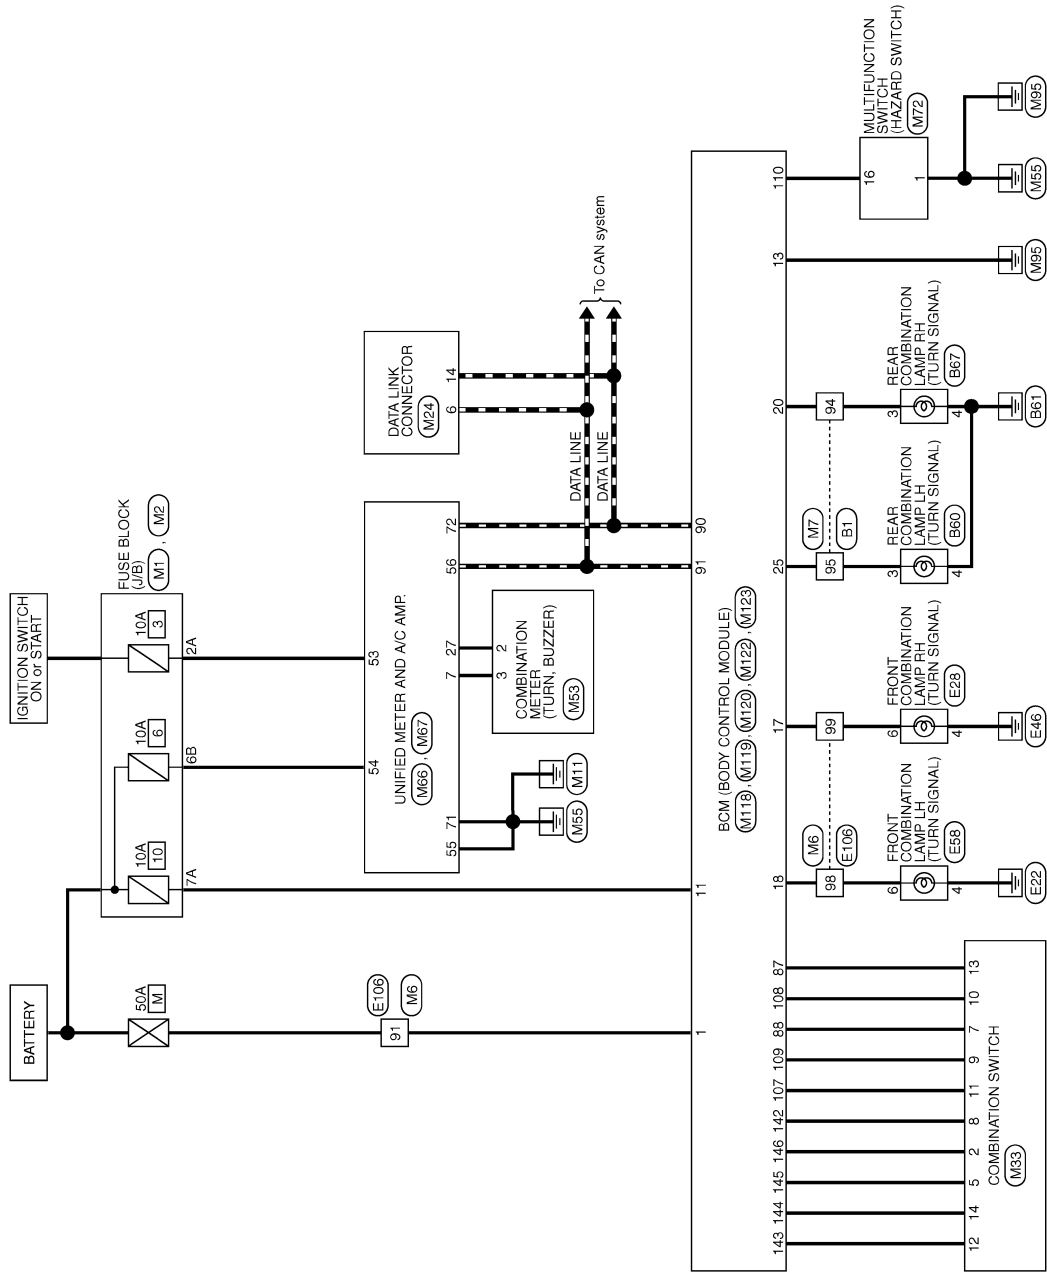 BATTERY
IGNITION SWITCH
ON or START
50A
M
10A
10
10A
6
10A
3
FUSE BLOCK
(J/B)
M1 , M2
7A
6B
2A
E106
M6
91
54
53
UNIFIED METER AND A/C AMP.
M66 , M67
55
71
7
27
56
72
M55
M11
3
2
COMBINATION
METER
(TURN, BUZZER)
M53
DATA LINK
CONNECTOR
M24
6
14
DATA LINE
DATA LINE
To CAN system
1
11
91
90
BCM (BODY CONTROL MODULE)
M118 , M119 , M120 , M122 , M123
143
144
145
146
142
107
109
88
108
87
18
17
25
20
13
110
12
14
5
2
8
11
9
7
10
13
COMBINATION SWITCH
M33
M6
E106
98
99
M7
B1
95
94
6
FRONT
COMBINATION
LAMP LH
(TURN SIGNAL)
E58
4
E22
6
FRONT
COMBINATION
LAMP RH
(TURN SIGNAL)
E28
4
E46
3
REAR
COMBINATION
LAMP LH
(TURN SIGNAL)
B60
4
3
REAR
COMBINATION
LAMP RH
(TURN SIGNAL)
B67
4
B61
M95
16
1
MULTIFUNCTION
SWITCH
(HAZARD SWITCH)
M72
M55
M95